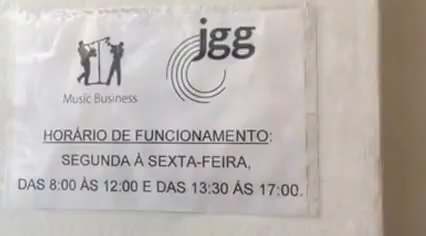 jgg
Music Business
HORÁRIO DE FUNCIONAMENTO:
SEGUNDA À SEXTA-FEIRA,
DAS 8:00 ÀS 12:00 E DAS 13:30 ÁS 17:00.